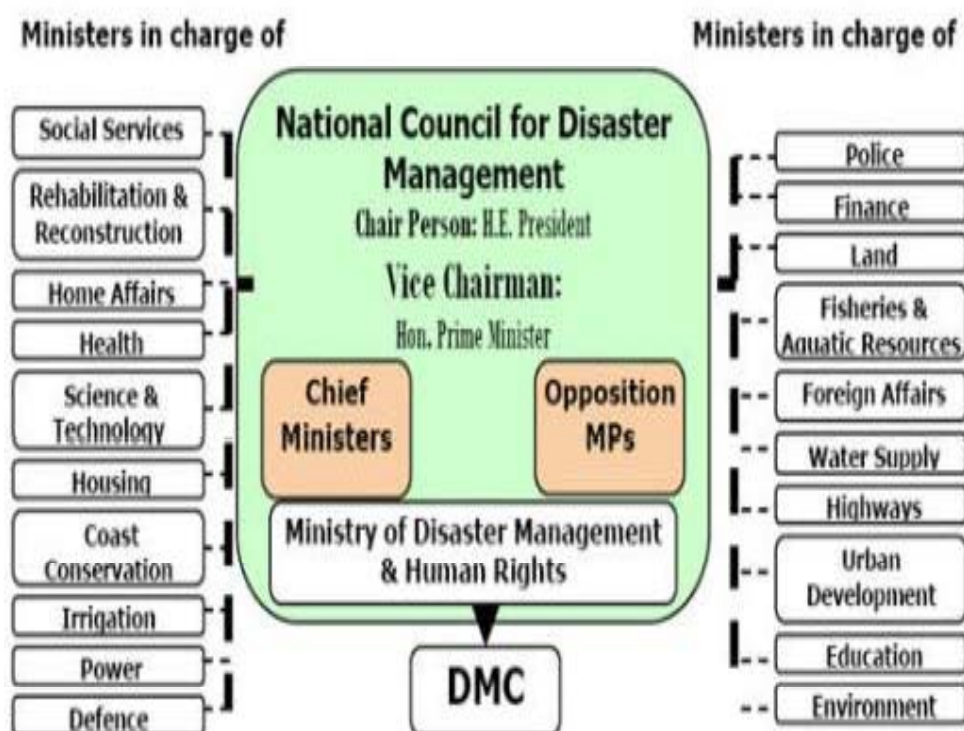 Ministers in charge of
Social Services
Rehabilitation &
Reconstruction
Home Affairs
Health
Science &
Technology
Housing
Coast
Conservation
Irrigation
Power
Defence
National Council for Disaster
Management
Chair Person: H.E. President
Vice Chairman:
Hon. Prime Minister
Chief
Ministers
Opposition
MPs
Ministry of Disaster Management
& Human Rights
DMC
Ministers in charge of
Police
Finance
Land
Fisheries &
Aquatic Resources
Foreign Affairs
Water Supply
Highways
Urban
Development
Education
Environment